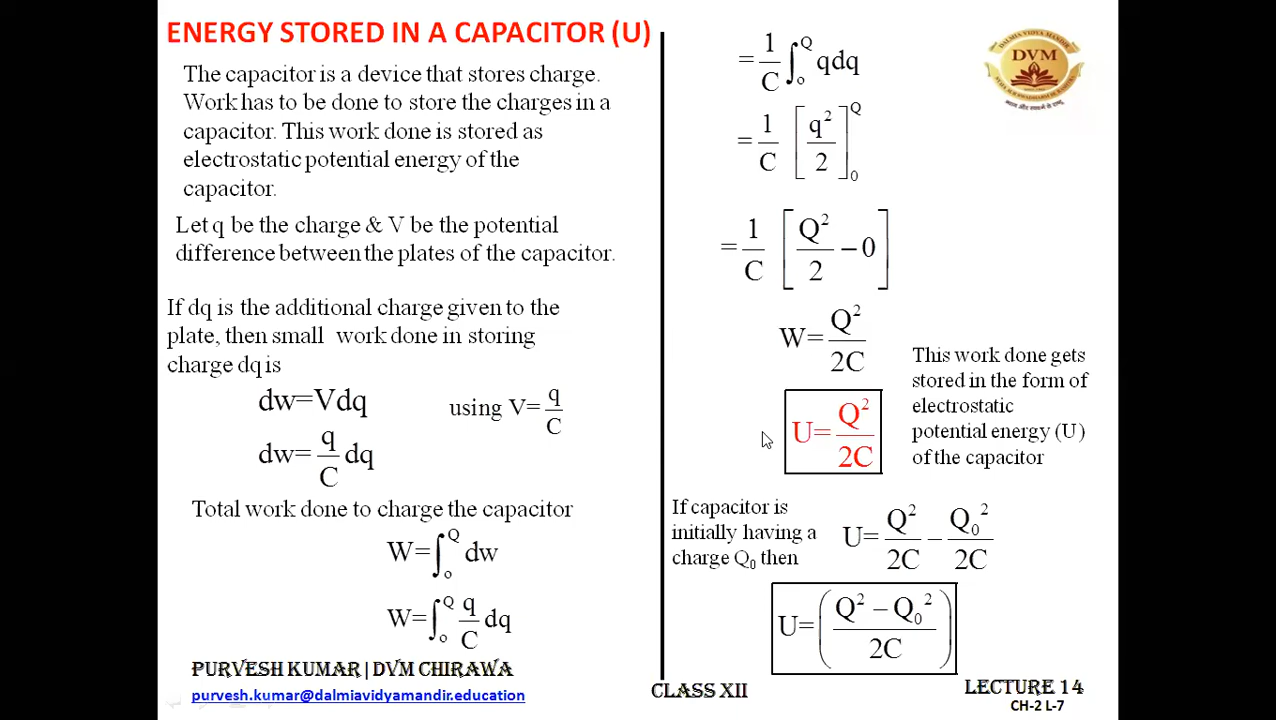 ENERGY STORED IN A CAPACITOR (U)
The capacitor is a device that stores charge.
Work has to be done to store the charges in a
capacitor. This work done is stored as
electrostatic potential energy of the
capacitor.
Let q be the charge & V be the potential
difference between the plates of the capacitor.
If dq is the additional charge given to the
plate, then small work done in storing
charge dq is
dw=Vdq using V=q/C
dw=q/C dq
Total work done to charge the capacitor
W=∫₀^Q dw
W=∫₀^Q q/C dq
PURVESH KUMAR|DVM CHIRAWA
purvesh.kumar@dalmiavidyamandir.education
=1/C ∫₀^Q qdq
=1/C [q²/2]₀^Q
=1/C [Q²/2 − 0]
W=Q²/2C
U=Q²/2C
This work done gets
stored in the form of
electrostatic
potential energy (U)
of the capacitor
If capacitor is
initially having a
charge Q₀ then
U=Q²/2C − Q₀²/2C
U=(Q² − Q₀²/2C)
CLASS XII
LECTURE 14
CH-2 L-7
DALMIA VIDYA MANDIR
DVM